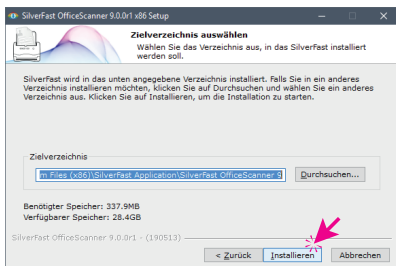 SilverFast OfficeScanner 9.0.0r1 x86 Setup
Zielverzeichnis auswählen
Wählen Sie das Verzeichnis aus, in das SilverFast installiert
werden soll.
SilverFast wird in das unten angegebene Verzeichnis installiert. Falls Sie in ein anderes
Verzeichnis installieren möchten, klicken Sie auf Durchsuchen und wählen Sie ein anderes
Verzeichnis aus. Klicken Sie auf Installieren, um die Installation zu starten.
Zielverzeichnis
m Files (x86)\SilverFast Application\SilverFast OfficeScanner 9
Durchsuchen...
Benötigter Speicher: 337.9MB
Verfügbarer Speicher: 28.4GB
SilverFast OfficeScanner 9.0.0r1 - (190513)
< Zurück Installieren Abbrechen